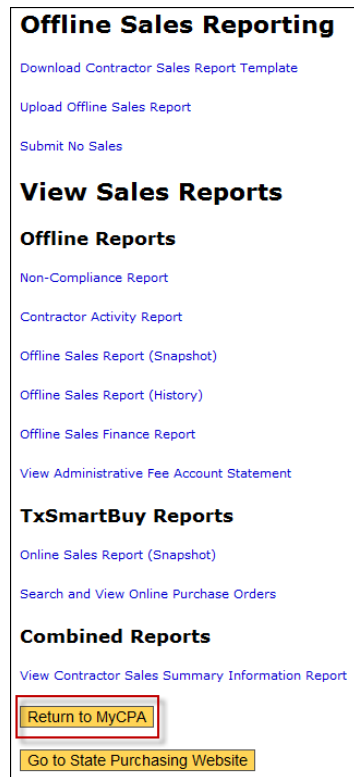 Offline Sales Reporting
Download Contractor Sales Report Template
Upload Offline Sales Report
Submit No Sales
View Sales Reports
Offline Reports
Non-Compliance Report
Contractor Activity Report
Offline Sales Report (Snapshot)
Offline Sales Report (History)
Offline Sales Finance Report
View Administrative Fee Account Statement
TxSmartBuy Reports
Online Sales Report (Snapshot)
Search and View Online Purchase Orders
Combined Reports
View Contractor Sales Summary Information Report
Return to MyCPA
Go to State Purchasing Website